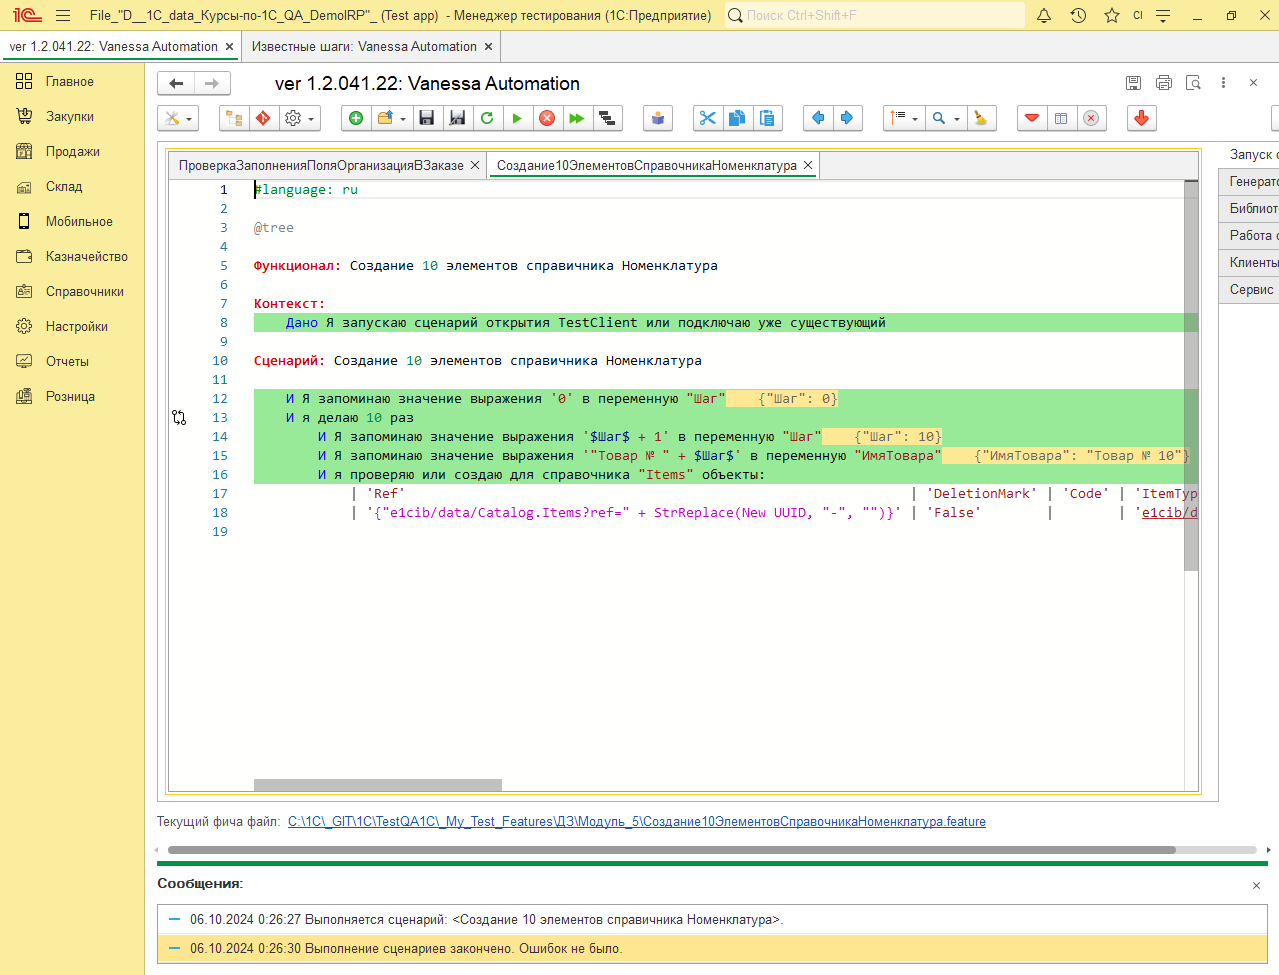 File_"D__1C_data_Курсы-по-1С_QA_DemoIRP"_ (Test app) - Менеджер тестирования (1С:Предприятие)
Поиск Ctrl+Shift+F
CI
ver 1.2.041.22: Vanessa Automation
Известные шаги: Vanessa Automation
Главное
Закупки
Продажи
Склад
Мобильное
Казначейство
Справочники
Настройки
Отчеты
Розница
ver 1.2.041.22: Vanessa Automation
ПроверкаЗаполненияПоляОрганизацияВЗаказе
Создание10ЭлементовСправочникаНоменклатура
1 #language: ru
2
3 @tree
4
5 Функционал: Создание 10 элементов справичника Номенклатура
6
7 Контекст:
8 Дано Я запускаю сценарий открытия TestClient или подключаю уже существующий
9
10 Сценарий: Создание 10 элементов справичника Номенклатура
11
12 И Я запоминаю значение выражения '0' в переменную "Шаг" {"Шаг": 0}
13 И я делаю 10 раз
14 И Я запоминаю значение выражения '$Шаг$ + 1' в переменную "Шаг" {"Шаг": 10}
15 И Я запоминаю значение выражения '"Товар № " + $Шаг$' в переменную "ИмяТовара" {"ИмяТовара": "Товар № 10"}
16 И я проверяю или создаю для справочника "Items" объекты:
17 | 'Ref' | 'DeletionMark' | 'Code' | 'ItemTyp
18 | '{"e1cib/data/Catalog.Items?ref=" + StrReplace(New UUID, "-", "")}' | 'False' | | 'e1cib/d
19
Запуск с
Генерато
Библиот
Работа с
Клиенты
Сервис
Текущий фича файл: C:\1C\_GIT\1C\TestQA1C\_My_Test_Features\ДЗ\Модуль_5\Создание10ЭлементовСправочникаНоменклатура.feature
Сообщения:
06.10.2024 0:26:27 Выполняется сценарий: <Создание 10 элементов справичника Номенклатура>.
06.10.2024 0:26:30 Выполнение сценариев закончено. Ошибок не было.